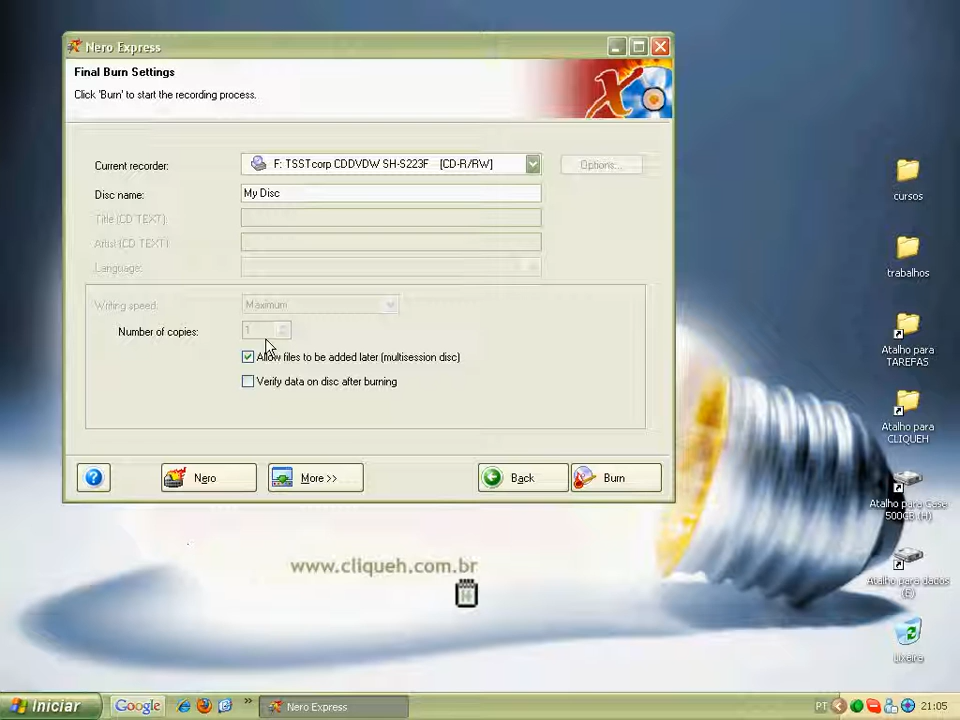 Nero Express
Final Burn Settings
Click 'Burn' to start the recording process.
Current recorder:
F: TSSTcorp CDDVDW SH-S223F [CD-R/RW]
Options...
Disc name:
My Disc
Title (CD TEXT):
Artist (CD TEXT)
Language:
Writing speed:
Maximum
Number of copies:
1
Allow files to be added later (multisession disc)
Verify data on disc after burning
?
Nero
More >>
Back
Burn
cursos
trabalhos
Atalho para
TAREFAS
Atalho para
CLIQUEH
Atalho para Case
500GB (H)
Atalho para dados
(E)
Lixeira
www.cliqueh.com.br
Iniciar
Google
»
Nero Express
PT
21:05